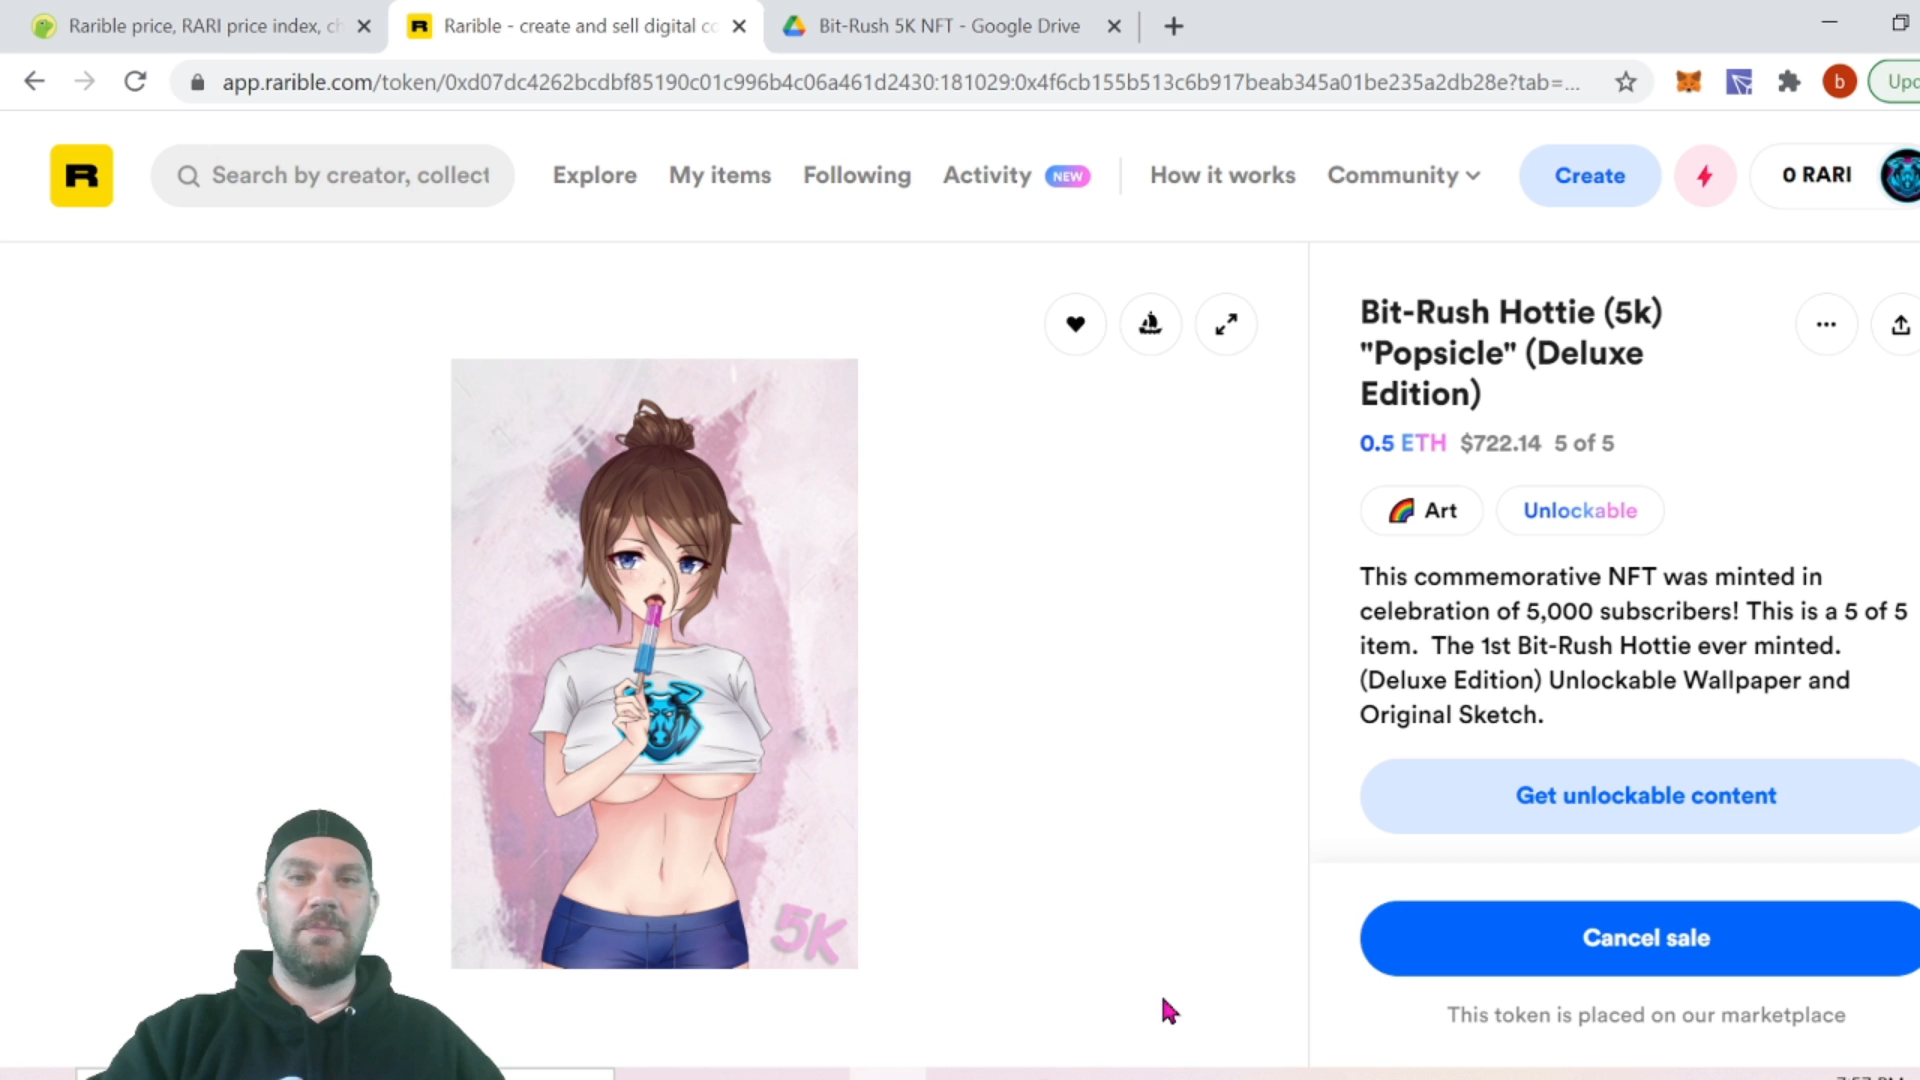 Rarible price, RARI price index, ch
Rarible - create and sell digital co
Bit-Rush 5K NFT - Google Drive
app.rarible.com/token/0xd07dc4262bcdbf85190c01c996b4c06a461d2430:181029:0x4f6cb155b513c6b917beab345a01be235a2db28e?tab=...
b
Upd
R
Search by creator, collect
Explore
My items
Following
Activity NEW
How it works
Community
Create
0 RARI
Bit-Rush Hottie (5k)
"Popsicle" (Deluxe
Edition)
0.5 ETH $722.14 5 of 5
Art
Unlockable
This commemorative NFT was minted in
celebration of 5,000 subscribers! This is a 5 of 5
item. The 1st Bit-Rush Hottie ever minted.
(Deluxe Edition) Unlockable Wallpaper and
Original Sketch.
Get unlockable content
5K
Cancel sale
This token is placed on our marketplace